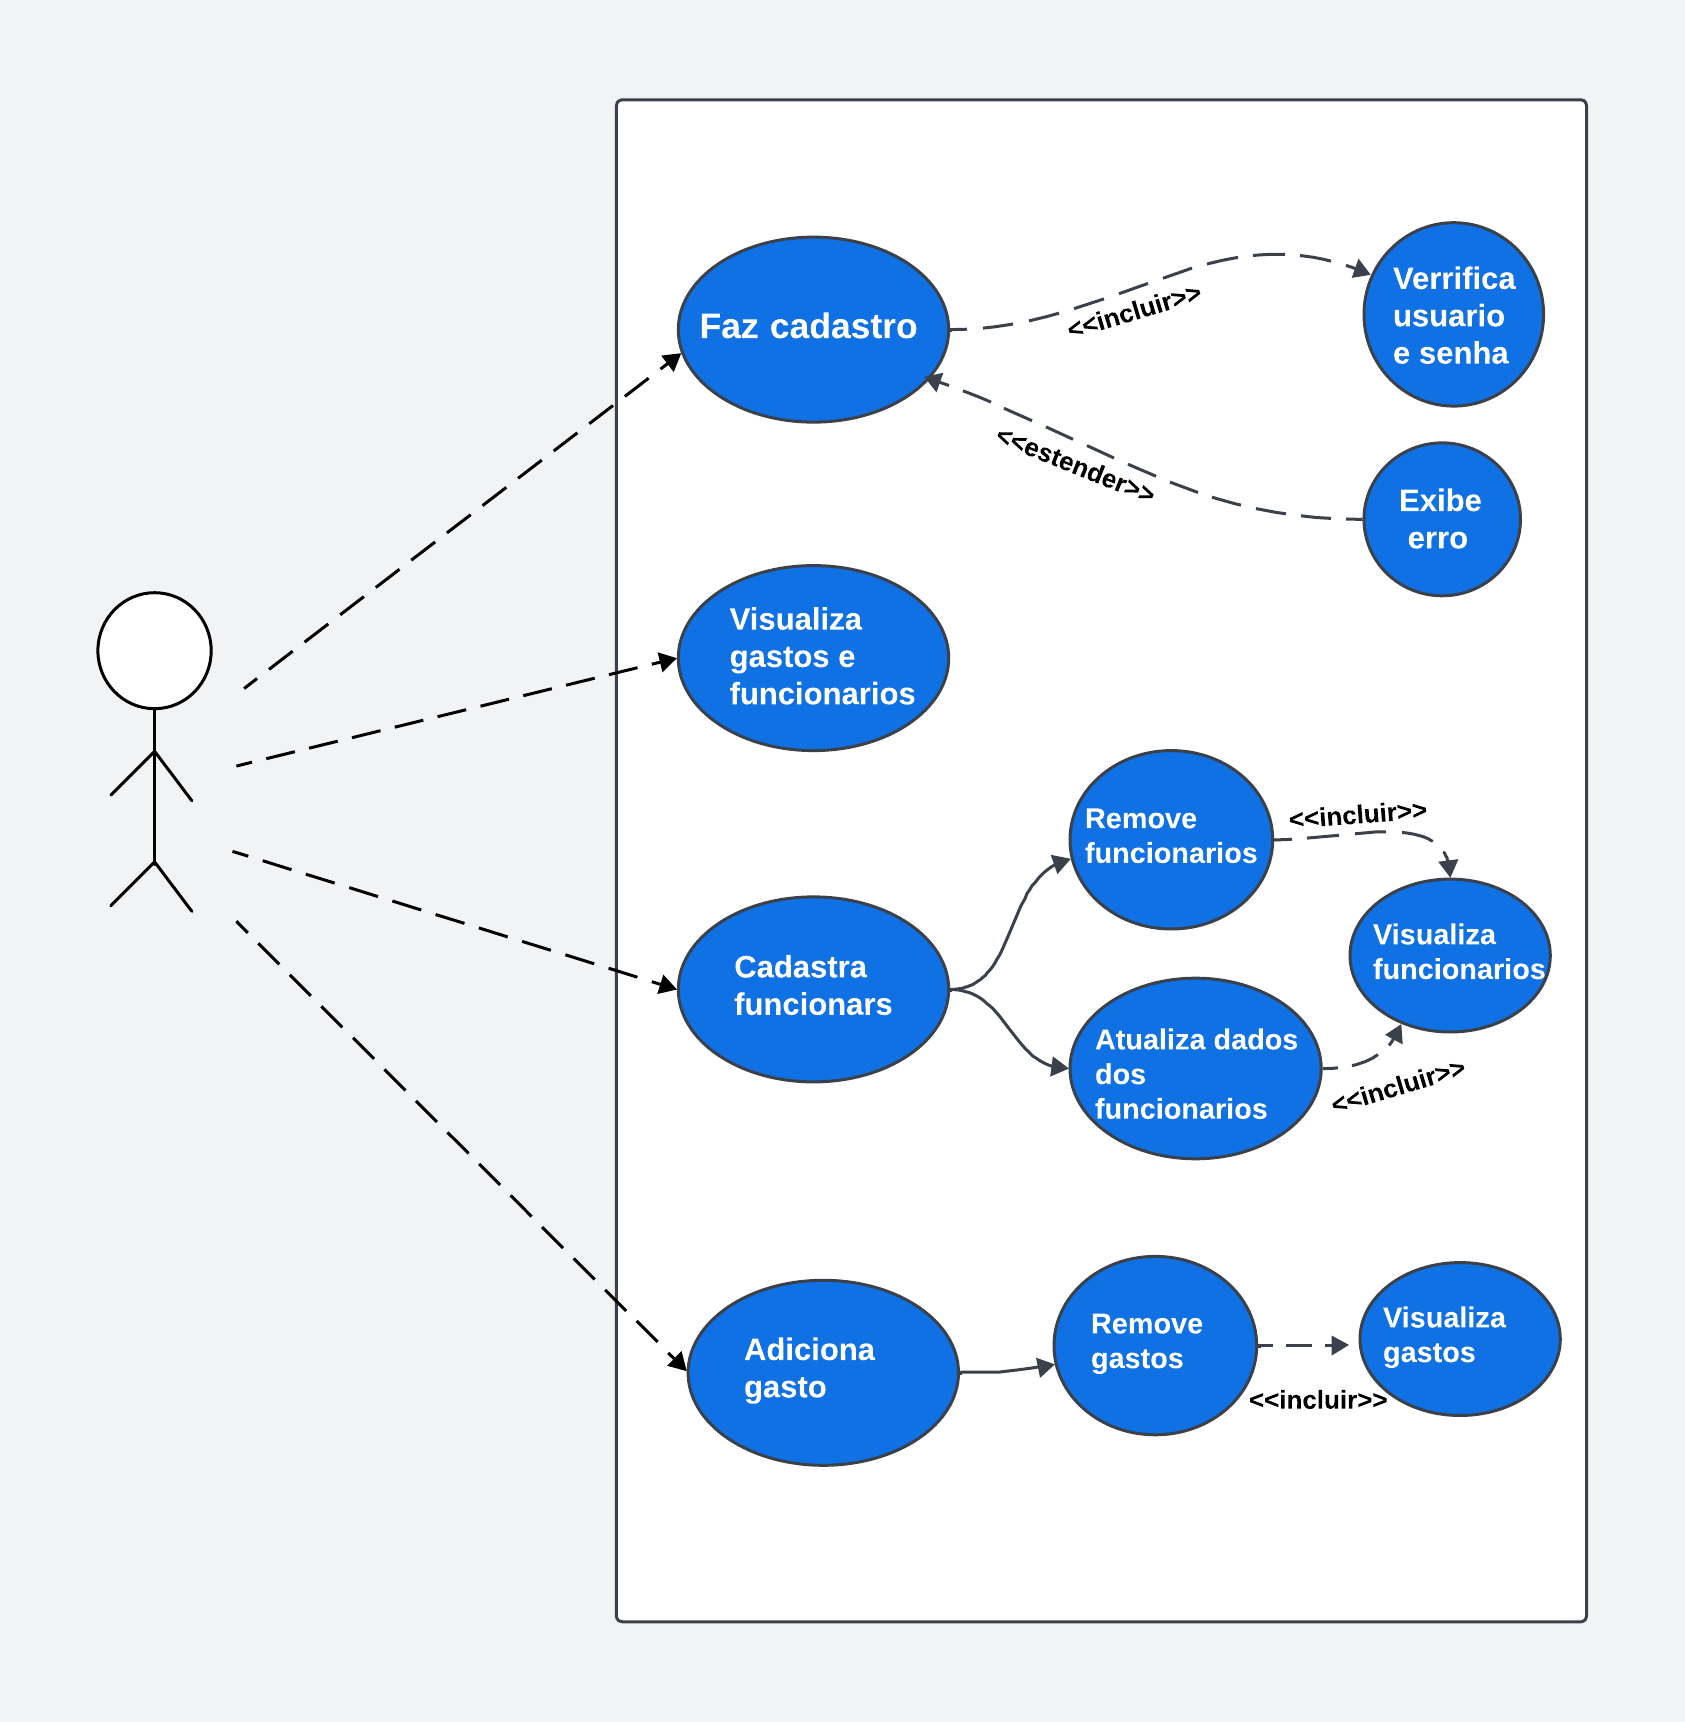 Faz cadastro
<<incluir>>
Verrifica
usuario
e senha
<<estender>>
Exibe
erro
Visualiza
gastos e
funcionarios
Remove
funcionarios
<<incluir>>
Visualiza
funcionarios
Cadastra
funcionars
Atualiza dados
dos
funcionarios
<<incluir>>
Adiciona
gasto
Remove
gastos
<<incluir>>
Visualiza
gastos